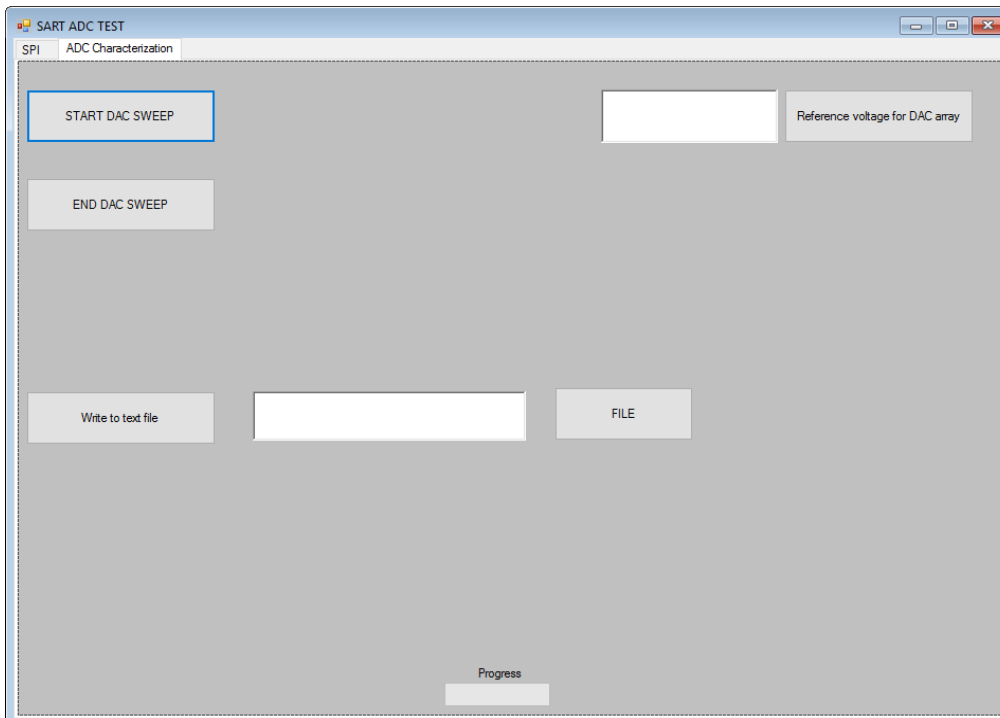 SART ADC TEST
SPI
ADC Characterization
START DAC SWEEP
Reference voltage for DAC array
END DAC SWEEP
Write to text file
FILE
Progress